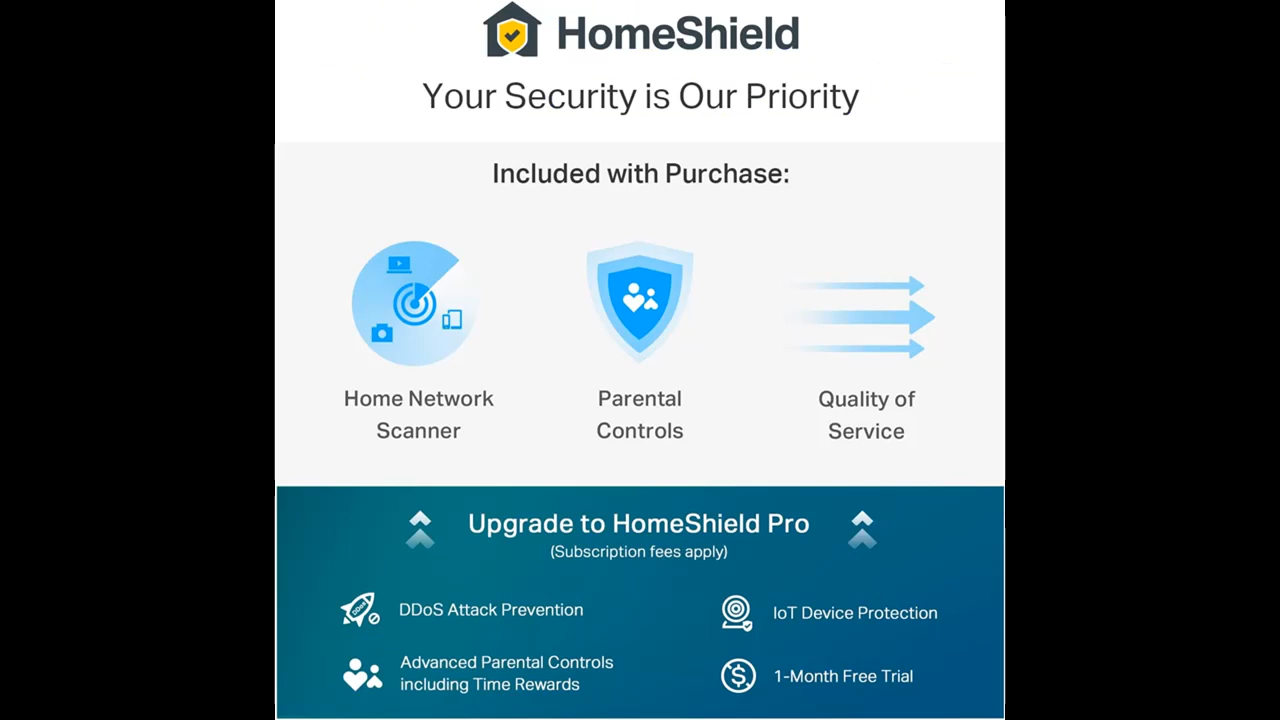 HomeShield
Your Security is Our Priority
Included with Purchase:
Home Network
Scanner
Parental
Controls
Quality of
Service
Upgrade to HomeShield Pro
(Subscription fees apply)
DDoS
DDoS Attack Prevention
IoT Device Protection
Advanced Parental Controls
including Time Rewards
1-Month Free Trial